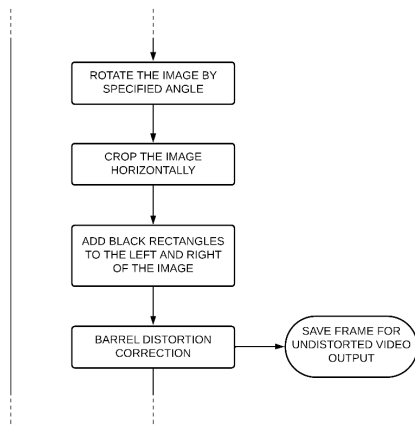 ROTATE THE IMAGE BY
SPECIFIED ANGLE
CROP THE IMAGE
HORIZONTALLY
ADD BLACK RECTANGLES
TO THE LEFT AND RIGHT
OF THE IMAGE
BARREL DISTORTION
CORRECTION
SAVE FRAME FOR
UNDISTORTED VIDEO
OUTPUT